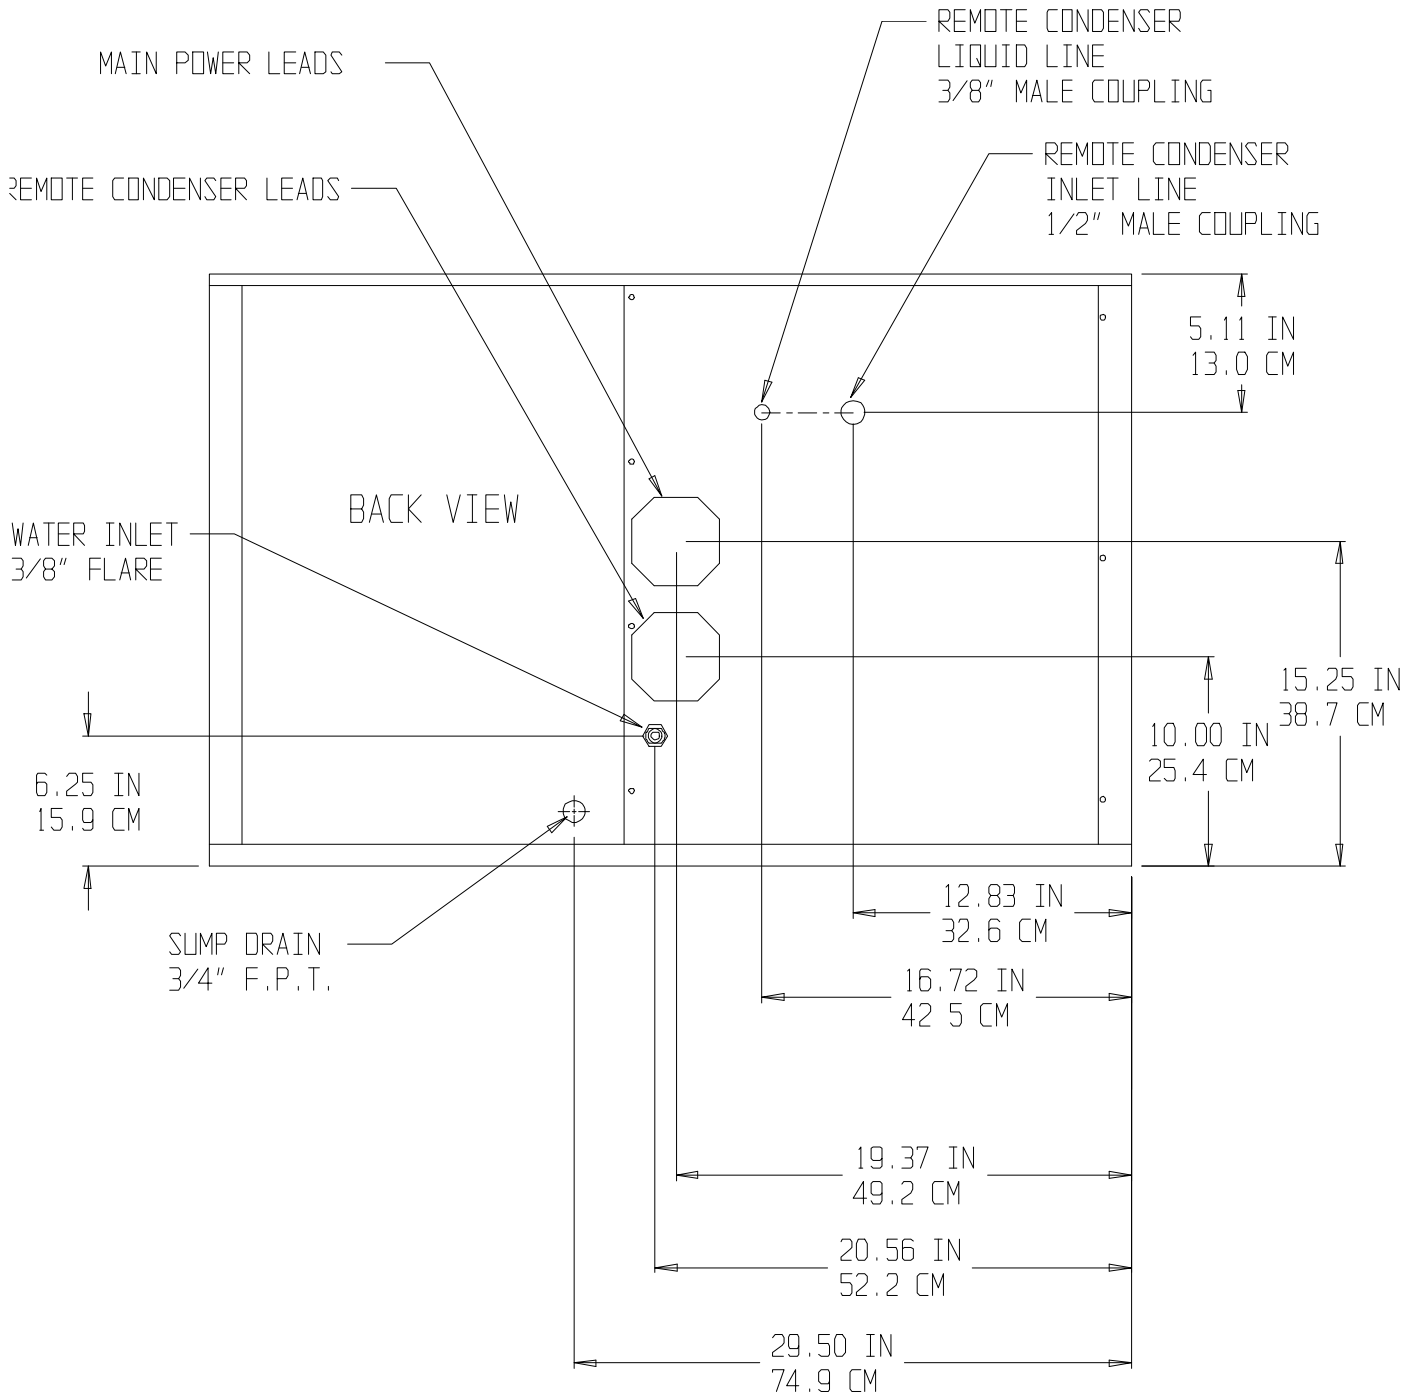 REMOTE CONDENSER
LIQUID LINE
3/8" MALE COUPLING
MAIN POWER LEADS
REMOTE CONDENSER
INLET LINE
1/2" MALE COUPLING
REMOTE CONDENSER LEADS
5.11 IN
13.0 CM
BACK VIEW
WATER INLET
3/8" FLARE
15.25 IN
38.7 CM
10.00 IN
25.4 CM
6.25 IN
15.9 CM
12.83 IN
32.6 CM
SUMP DRAIN
3/4" F.P.T.
16.72 IN
42 5 CM
19.37 IN
49.2 CM
20.56 IN
52.2 CM
29.50 IN
74.9 CM